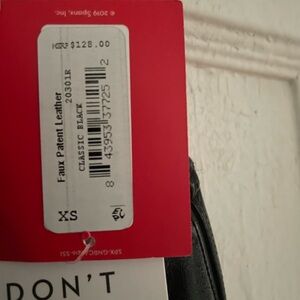 © 2019 Spanx, Inc.
MSRP $128.00
Faux Patent Leather
20301R
CLASSIC BLACK
8 43953 37725 2
XS
DON'T